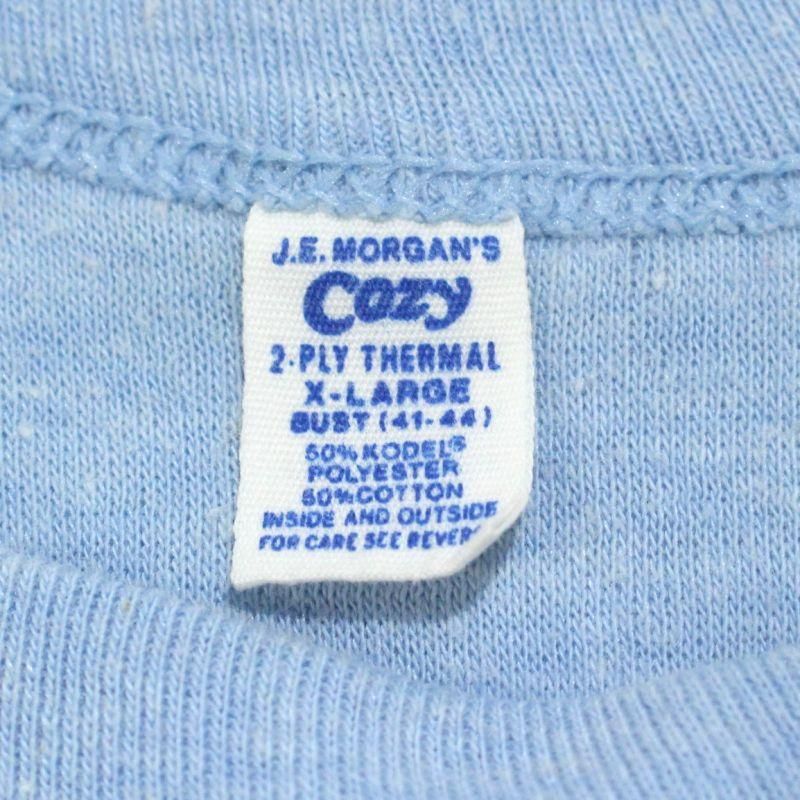 J.E. MORGAN'S
Cozy
2-PLY THERMAL
X-LARGE
BUST (41-44)
50% KODEL®
POLYESTER
50% COTTON
INSIDE AND OUTSIDE
FOR CARE SEE REVERS